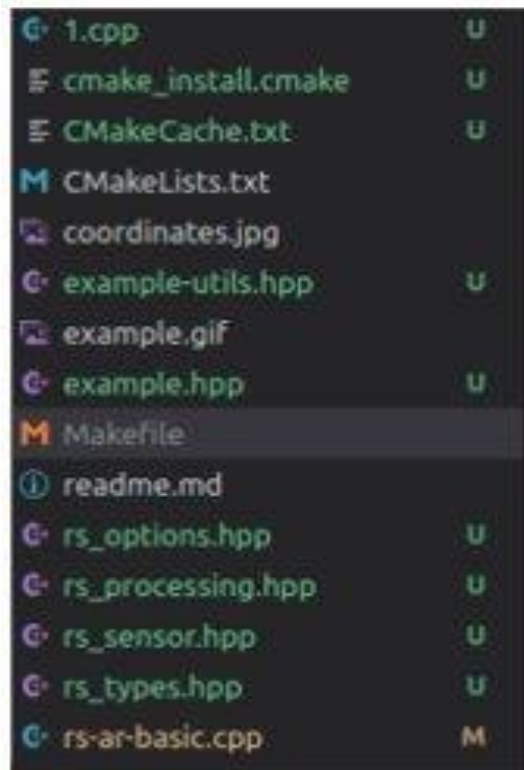 1.cpp U
cmake_install.cmake U
CMakeCache.txt U
M CMakeLists.txt
coordinates.jpg
example-utils.hpp U
example.gif
example.hpp U
M Makefile
readme.md
rs_options.hpp U
rs_processing.hpp U
rs_sensor.hpp U
rs_types.hpp U
rs-ar-basic.cpp M